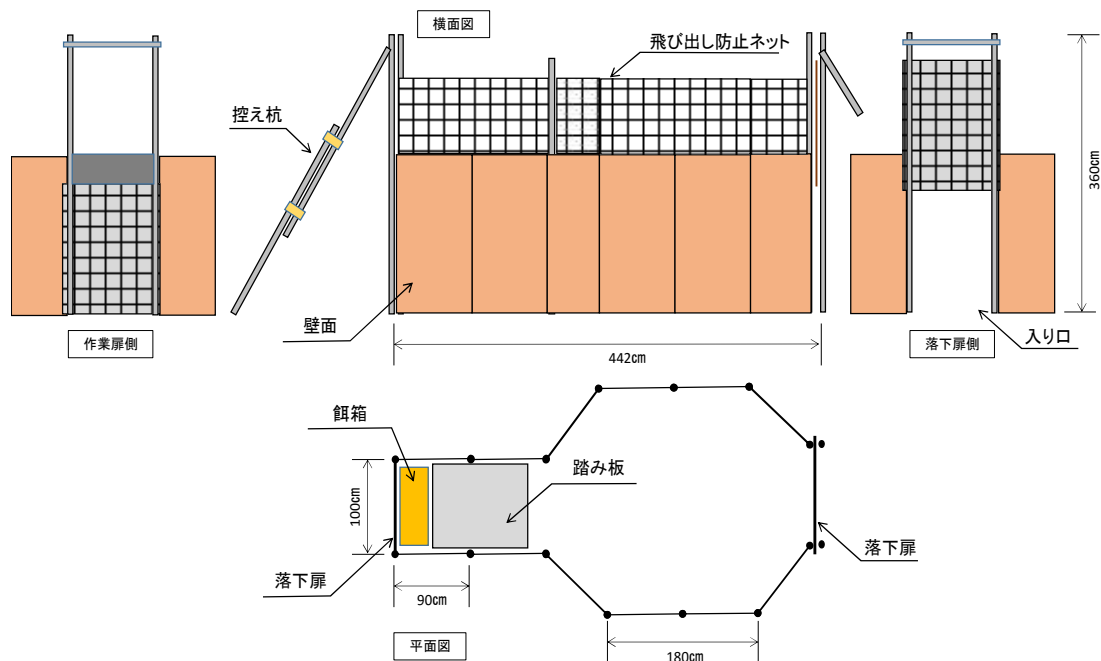 横面図
飛び出し防止ネット
控え杭
360㎝
壁面
入り口
作業扉側
落下扉側
442㎝
餌箱
踏み板
100㎝
落下扉
落下扉
90㎝
平面図
180㎝